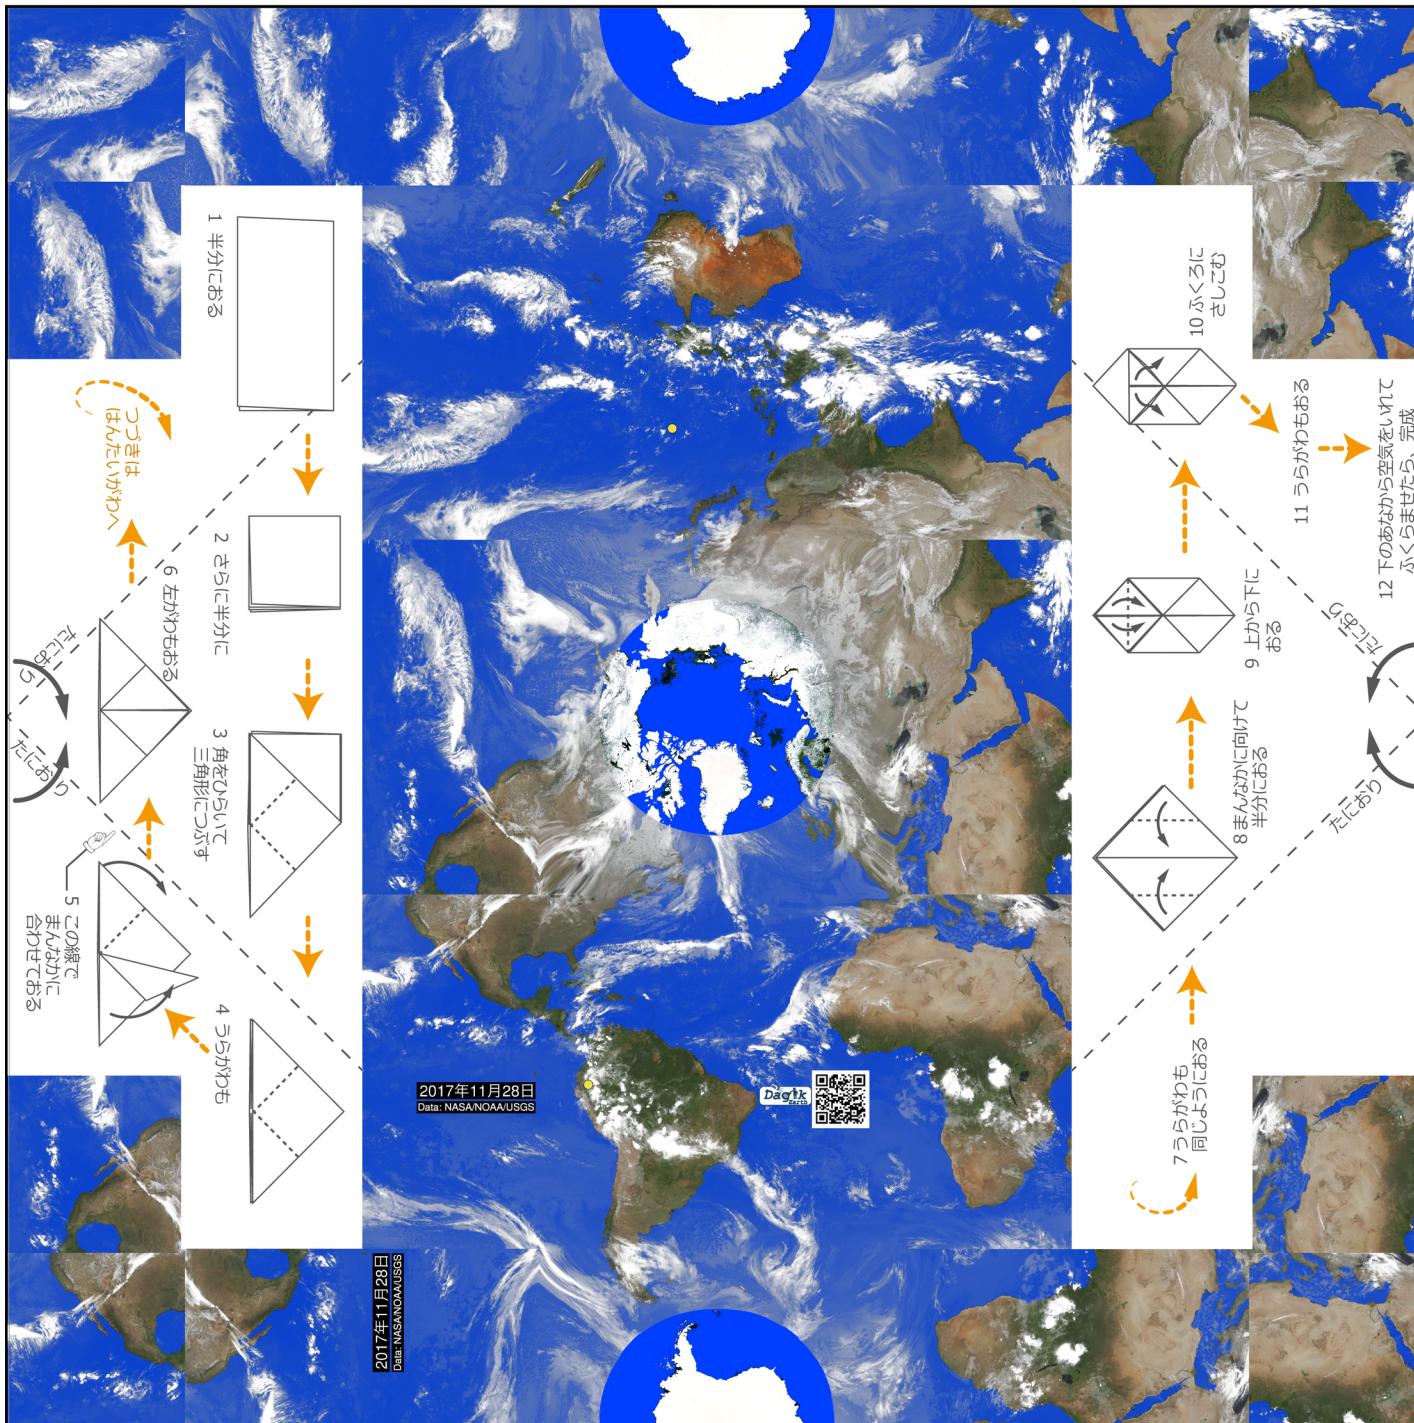 1 半分におる
2 さらに半分に
3 角をひらいて
三角形につぶす
4 うらがわも
5 この線で
まんなかに
合わせておる
6 左がわもおる
つづきは
はんたいがわへ
たにおり
たにおり
7 うらがわも
同じようにおる
8 まんなかに向けて
半分におる
9 上から下に
おる
10 ふくろに
さしこむ
11 うらがわもおる
12 下のあなから空気をいれて
ふくらませたら、完成
たにおり
たにおり
2017年11月28日
Data: NASA/NOAA/USGS
Dagik
Earth
2017年11月28日
Data: NASA/NOAA/USGS